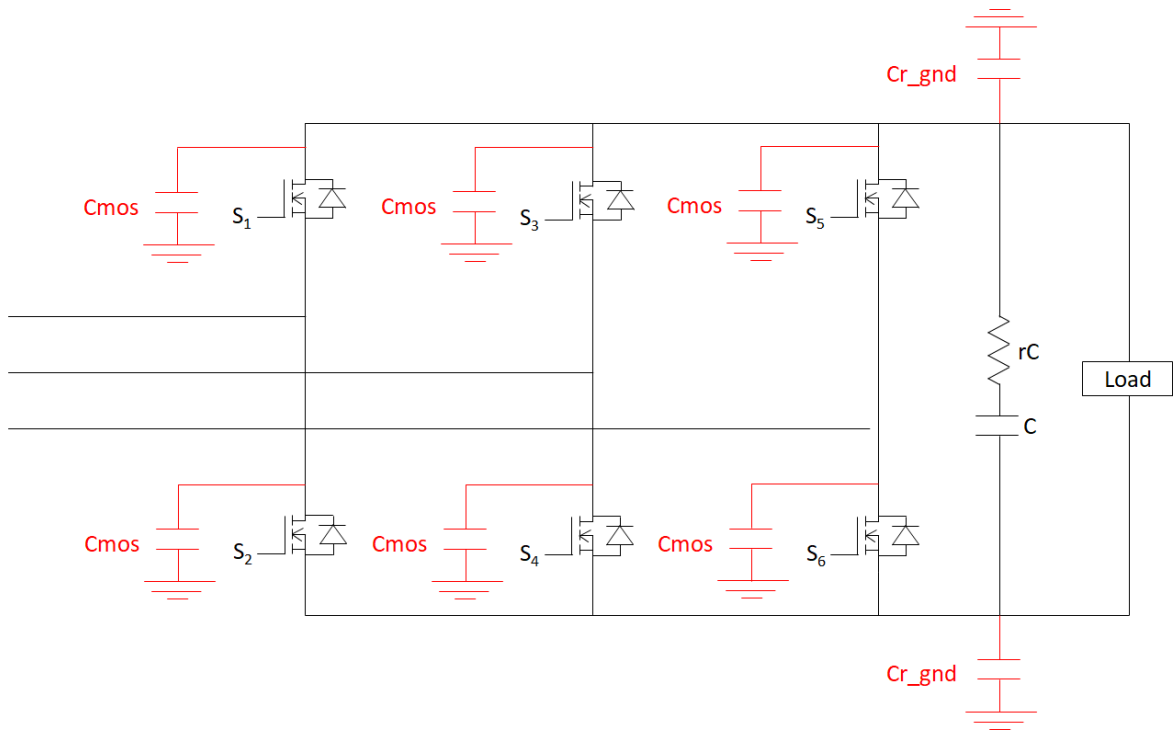 Cr_gnd
Cmos
S₁
Cmos
S₃
Cmos
S₅
rC
Load
C
Cmos
S₂
Cmos
S₄
Cmos
S₆
Cr_gnd